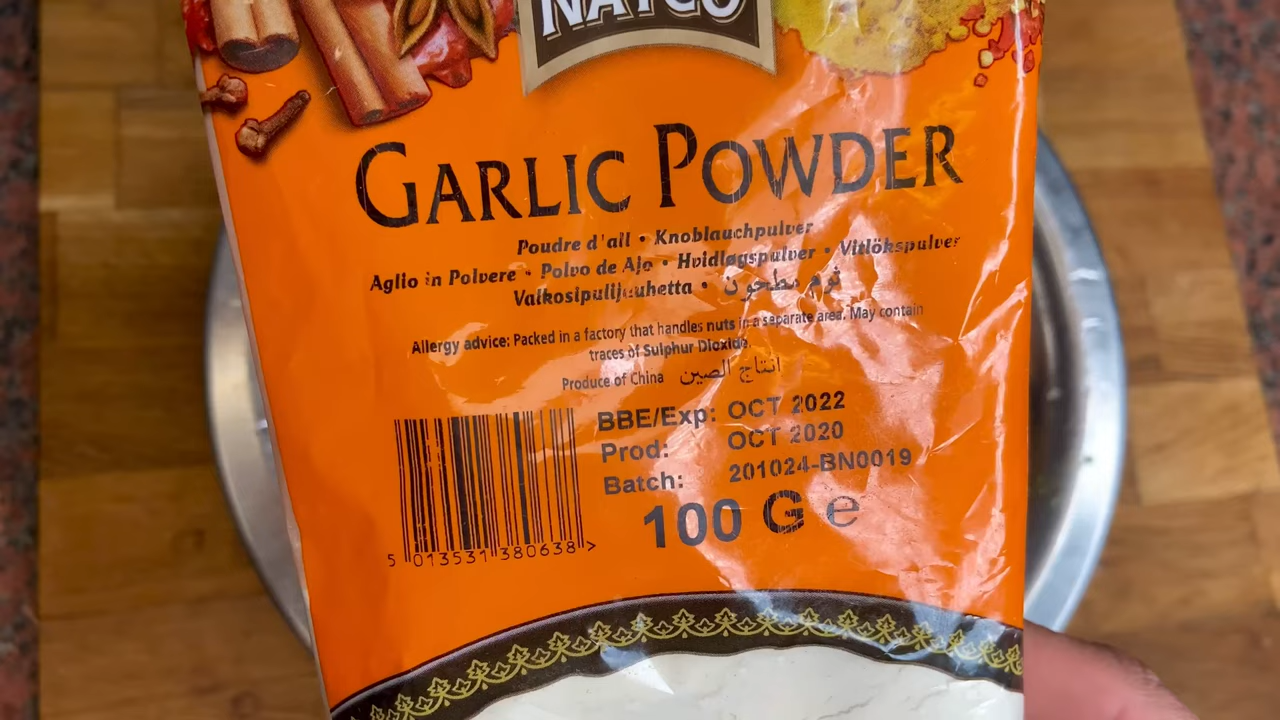 NATCO
GARLIC POWDER
Poudre d'ail • Knoblauchpulver
Aglio in Polvere • Polvo de Ajo • Hvidløgspulver • Vitlökspulver
Valkosipulijauhetta • ثوم مطحون
Allergy advice: Packed in a factory that handles nuts in a separate area. May contain
traces of Sulphur Dioxide.
Produce of China انتاج الصين
BBE/Exp: OCT 2022
Prod: OCT 2020
Batch: 201024-BN0019
100 G e
5 013531 380638 >